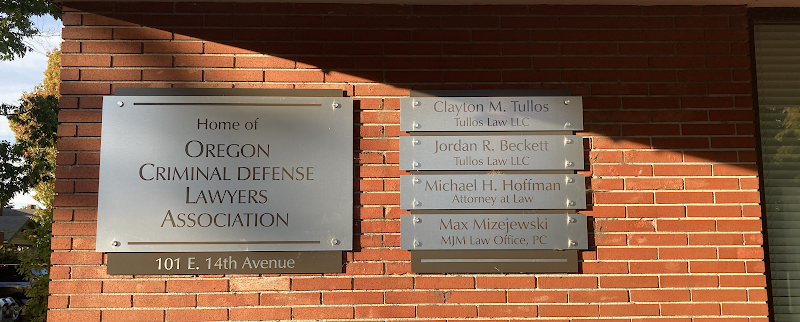 Home of
OREGON
CRIMINAL DEFENSE
LAWYERS
ASSOCIATION
101 E. 14th Avenue
Clayton M. Tullos
Tullos Law LLC
Jordan R. Beckett
Tullos Law LLC
Michael H. Hoffman
Attorney at Law
Max Mizejewski
MJM Law Office, PC